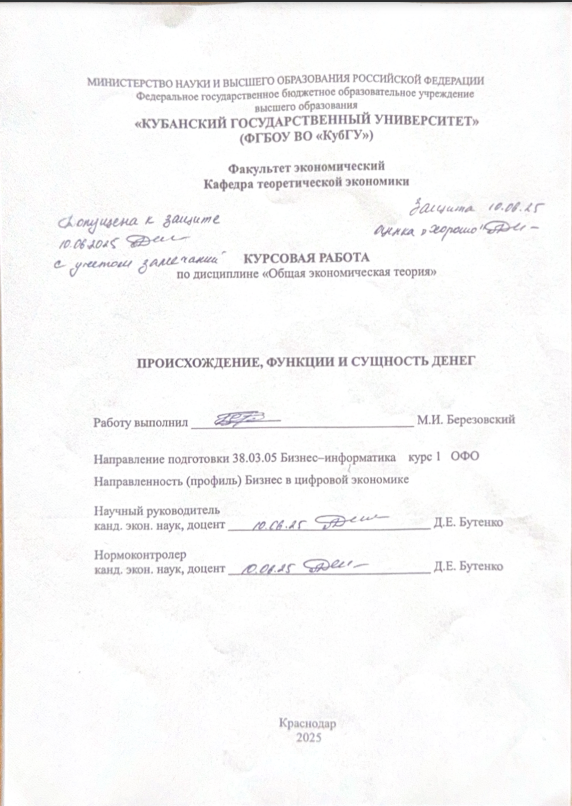 МИНИСТЕРСТВО НАУКИ И ВЫСШЕГО ОБРАЗОВАНИЯ РОССИЙСКОЙ ФЕДЕРАЦИИ
Федеральное государственное бюджетное образовательное учреждение
высшего образования
«КУБАНСКИЙ ГОСУДАРСТВЕННЫЙ УНИВЕРСИТЕТ»
(ФГБОУ ВО «КубГУ»)
Факультет экономический
Кафедра теоретической экономики
Допущена к защите
10.06.2025
с учетом замечаний
Защита 10.06.25
оценка „хорошо"
КУРСОВАЯ РАБОТА
по дисциплине «Общая экономическая теория»
ПРОИСХОЖДЕНИЕ, ФУНКЦИИ И СУЩНОСТЬ ДЕНЕГ
Работу выполнил М.И. Березовский
Направление подготовки 38.03.05 Бизнес–информатика курс 1 ОФО
Направленность (профиль) Бизнес в цифровой экономике
Научный руководитель
канд. экон. наук, доцент 10.06.25 Д.Е. Бутенко
Нормоконтролер
канд. экон. наук, доцент 10.06.25 Д.Е. Бутенко
Краснодар
2025